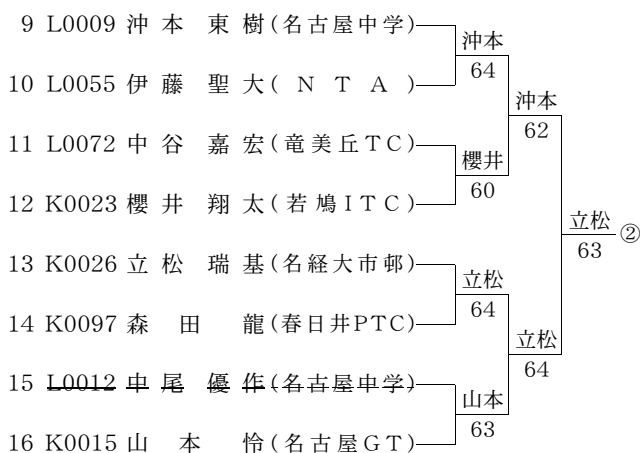 9 L0009 沖本 東樹(名古屋中学)
沖本
64
10 L0055 伊藤 聖大(NTA)
沖本
62
11 L0072 中谷 嘉宏(竜美丘TC)
櫻井
60
12 K0023 櫻井 翔太(若鳩ITC)
立松
63
②
13 K0026 立松 瑞基(名経大市邨)
立松
64
14 K0097 森田 龍(春日井PTC)
立松
64
15 L0012 中尾 優作(名古屋中学)
山本
63
16 K0015 山本 怜(名古屋GT)